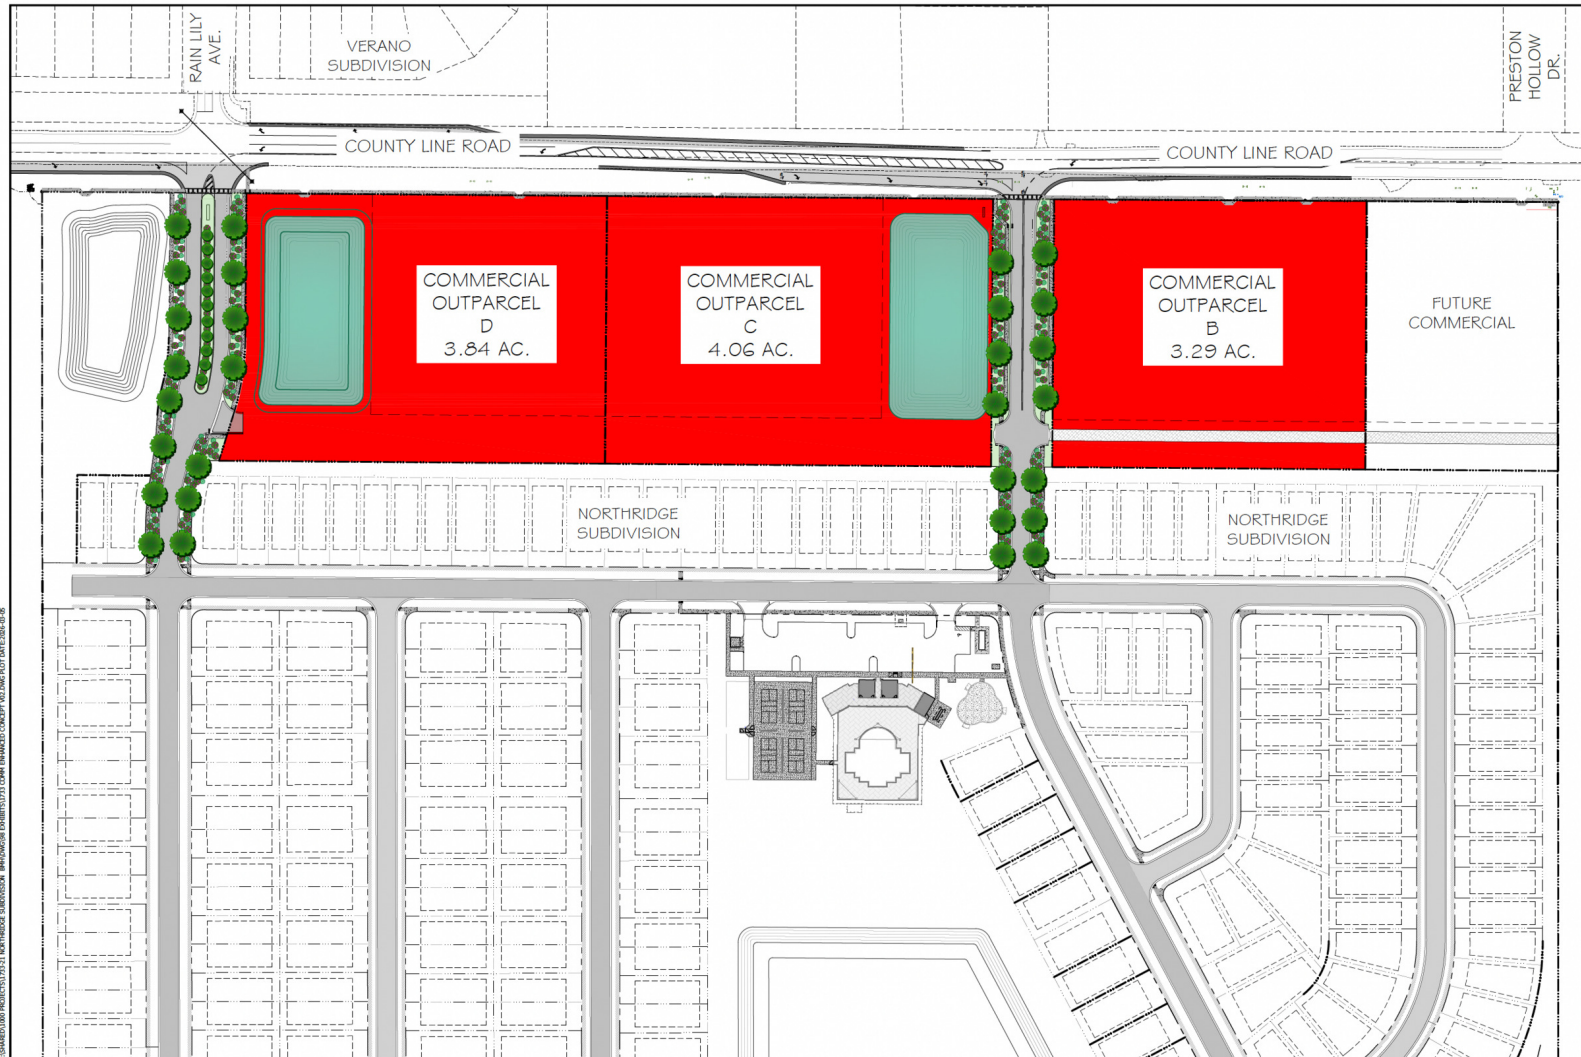 RAIN LILY
AVE.
VERANO
SUBDIVISION
PRESTON
HOLLOW
DR.
COUNTY LINE ROAD
COUNTY LINE ROAD
COMMERCIAL
OUTPARCEL
D
3.84 AC.
COMMERCIAL
OUTPARCEL
C
4.06 AC.
COMMERCIAL
OUTPARCEL
B
3.29 AC.
FUTURE
COMMERCIAL
NORTHRIDGE
SUBDIVISION
NORTHRIDGE
SUBDIVISION